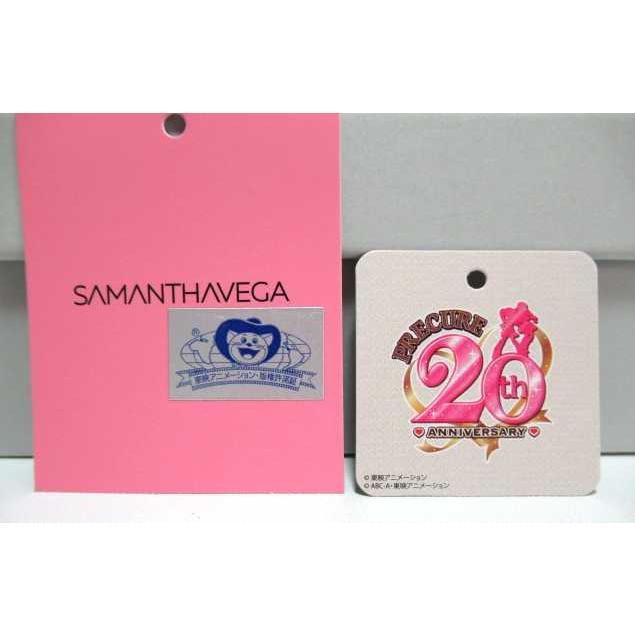 SAMANTHAVEGA
®
東映アニメーション・版権許諾証
PRECURE
20th
ANNIVERSARY
© 東映アニメーション
© ABC-A・東映アニメーション